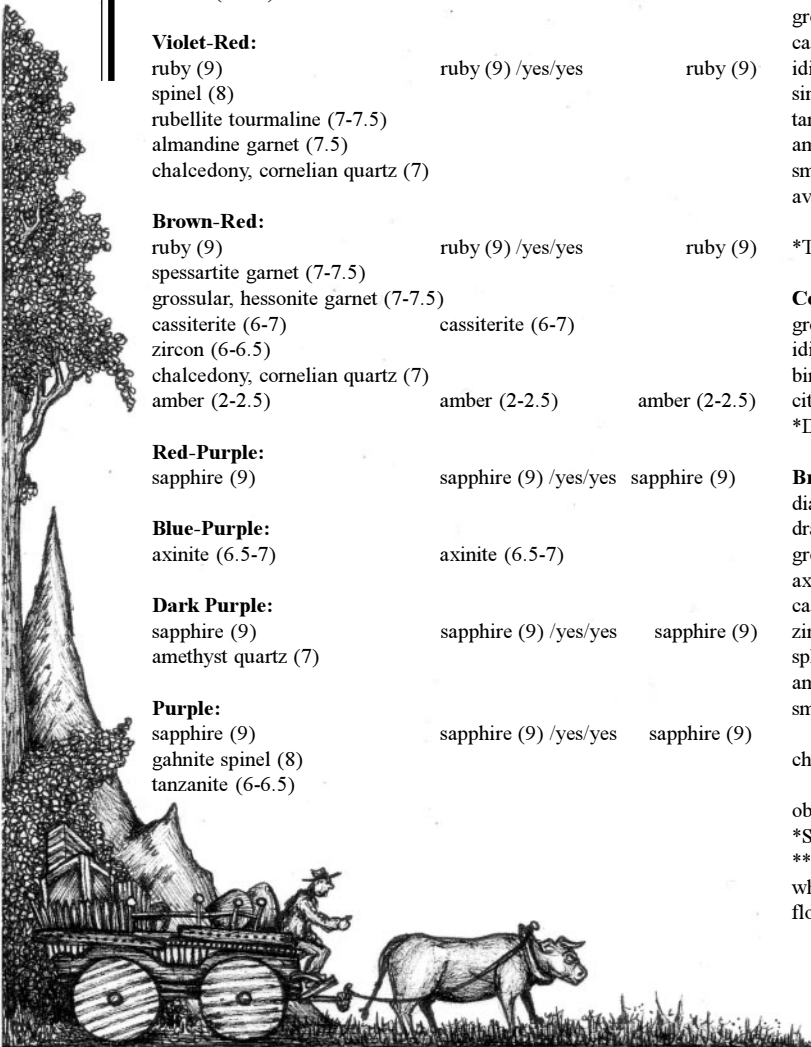 Violet-Red:
ruby (9) ruby (9) /yes/yes ruby (9)
spinel (8)
rubellite tourmaline (7-7.5)
almandine garnet (7.5)
chalcedony, cornelian quartz (7)
Brown-Red:
ruby (9) ruby (9) /yes/yes ruby (9)
spessartite garnet (7-7.5)
grossular, hessonite garnet (7-7.5)
cassiterite (6-7) cassiterite (6-7)
zircon (6-6.5)
chalcedony, cornelian quartz (7)
amber (2-2.5) amber (2-2.5) amber (2-2.5)
Red-Purple:
sapphire (9) sapphire (9) /yes/yes sapphire (9)
Blue-Purple:
axinite (6.5-7) axinite (6.5-7)
Dark Purple:
sapphire (9) sapphire (9) /yes/yes sapphire (9)
amethyst quartz (7)
Purple:
sapphire (9) sapphire (9) /yes/yes sapphire (9)
gahnite spinel (8)
tanzanite (6-6.5)